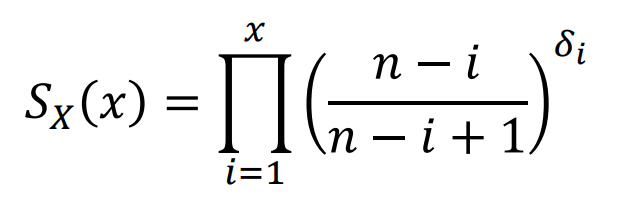 S_X(x) = ∏_{i=1}^{x} ((n − i)/(n − i + 1))^{δ_i}